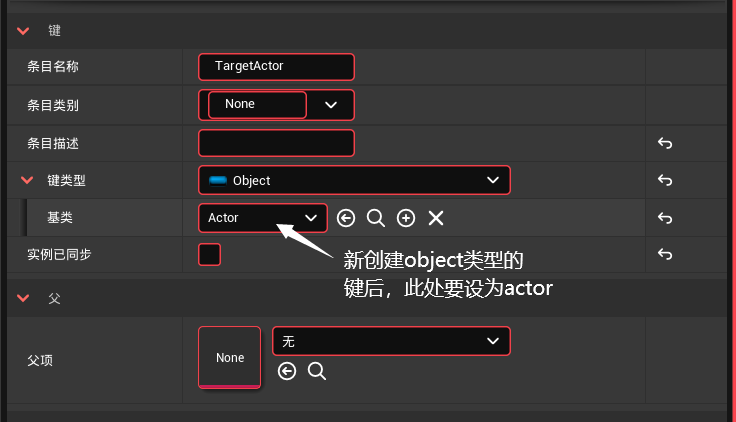 键
条目名称 TargetActor
条目类别 None
条目描述
键类型 Object
基类 Actor
实例已同步
新创建object类型的
键后，此处要设为actor
父
父项 None 无